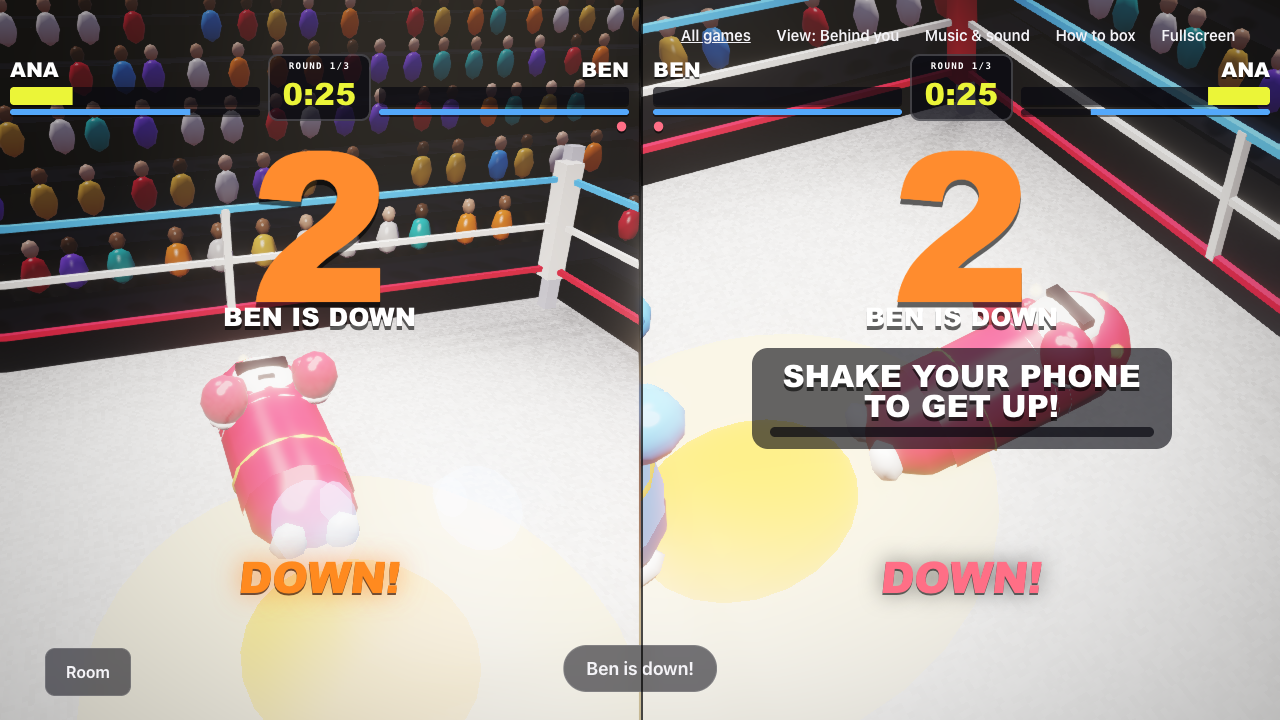 All games
View: Behind you
Music & sound
How to box
Fullscreen
ANA
ROUND 1/3
0:25
BEN
BEN
ROUND 1/3
0:25
ANA
2
BEN IS DOWN
2
BEN IS DOWN
SHAKE YOUR PHONE
TO GET UP!
DOWN!
DOWN!
Room
Ben is down!